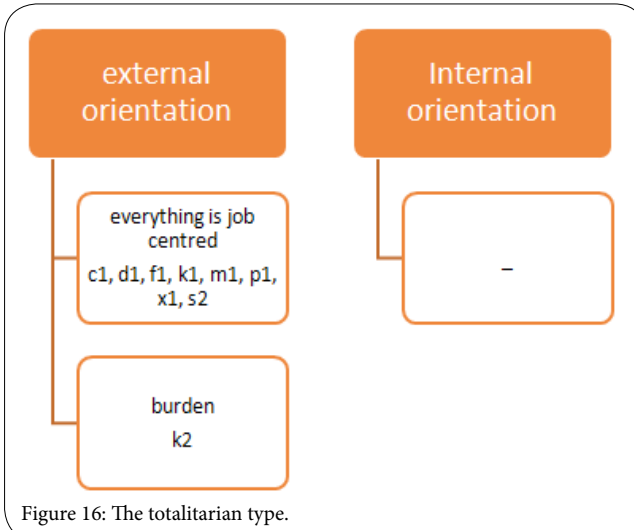 external
orientation
everything is job
centred
c1, d1, f1, k1, m1, p1,
x1, s2
burden
k2
Internal
orientation
–
Figure 16: The totalitarian type.